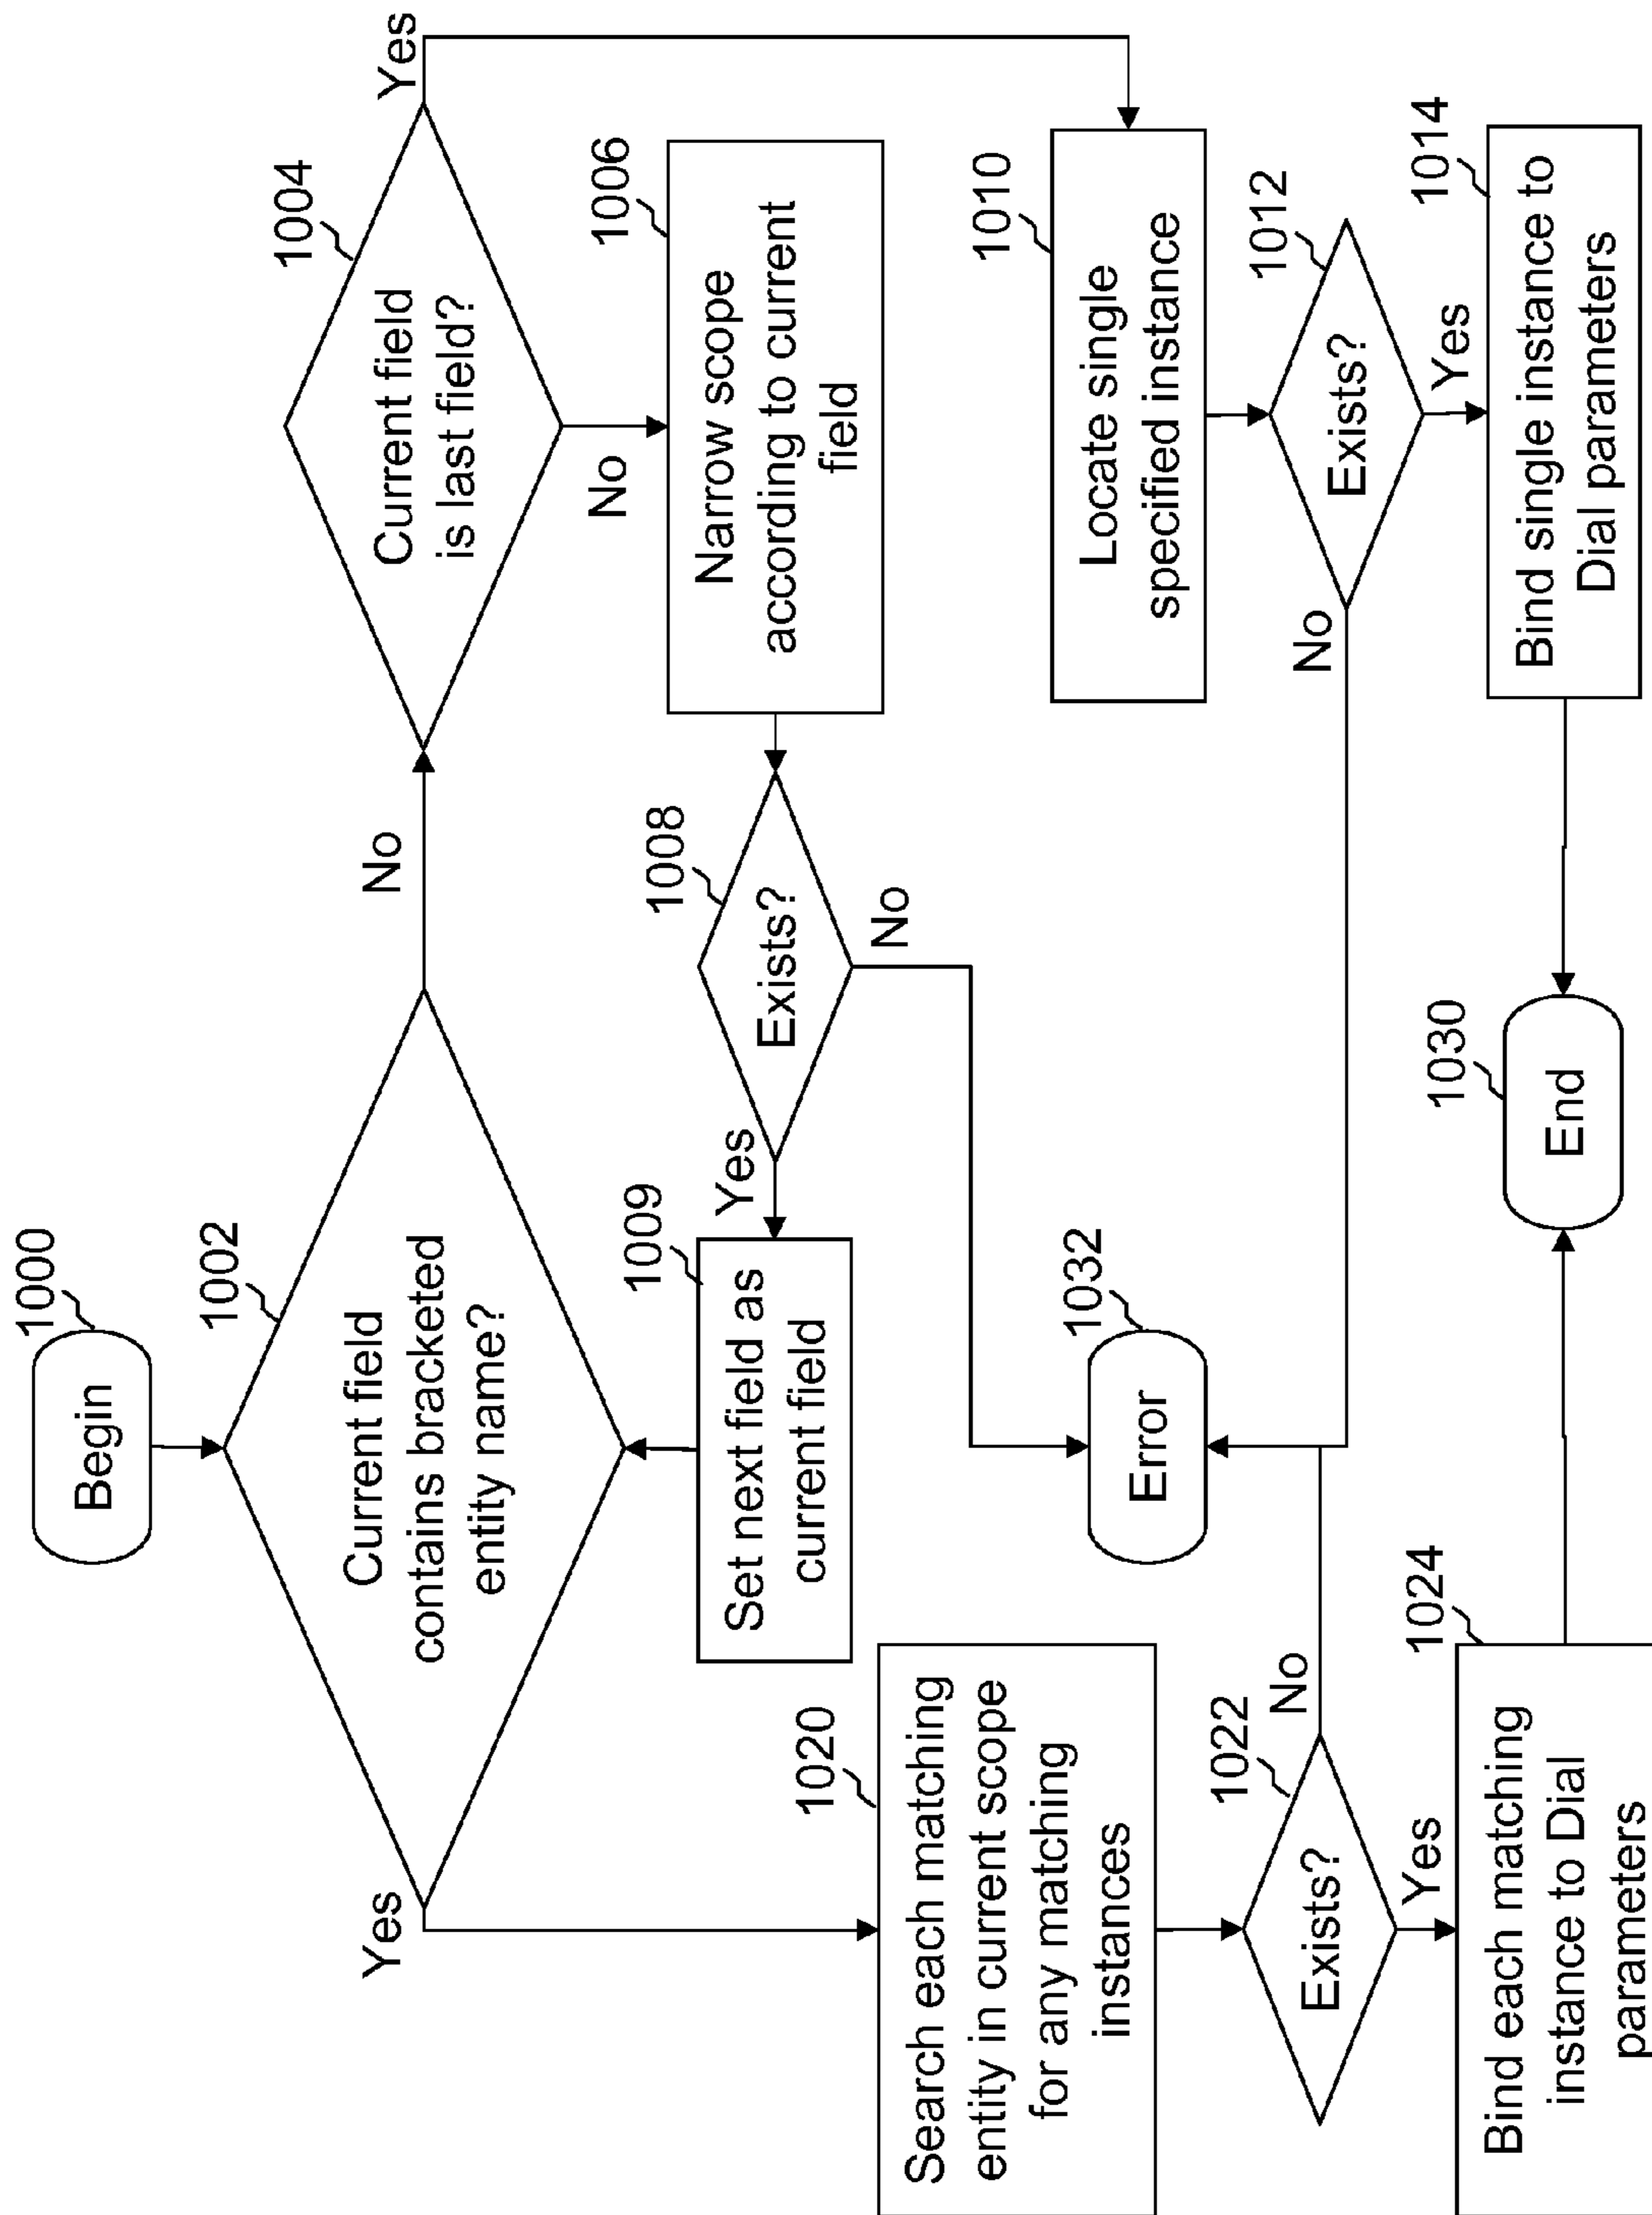 Begin
1000
Current field
contains bracketed
entity name?
1002
Yes
No
Current field
is last field?
1004
Yes
No
Narrow scope
according to current
field
1006
Exists?
1008
Yes
No
Set next field as
current field
1009
Search each matching
entity in current scope
for any matching
instances
1020
Exists?
1022
No
Yes
Bind each matching
instance to Dial
parameters
1024
Error
1032
Locate single
specified instance
1010
Exists?
1012
No
Yes
Bind single instance to
Dial parameters
1014
End
1030